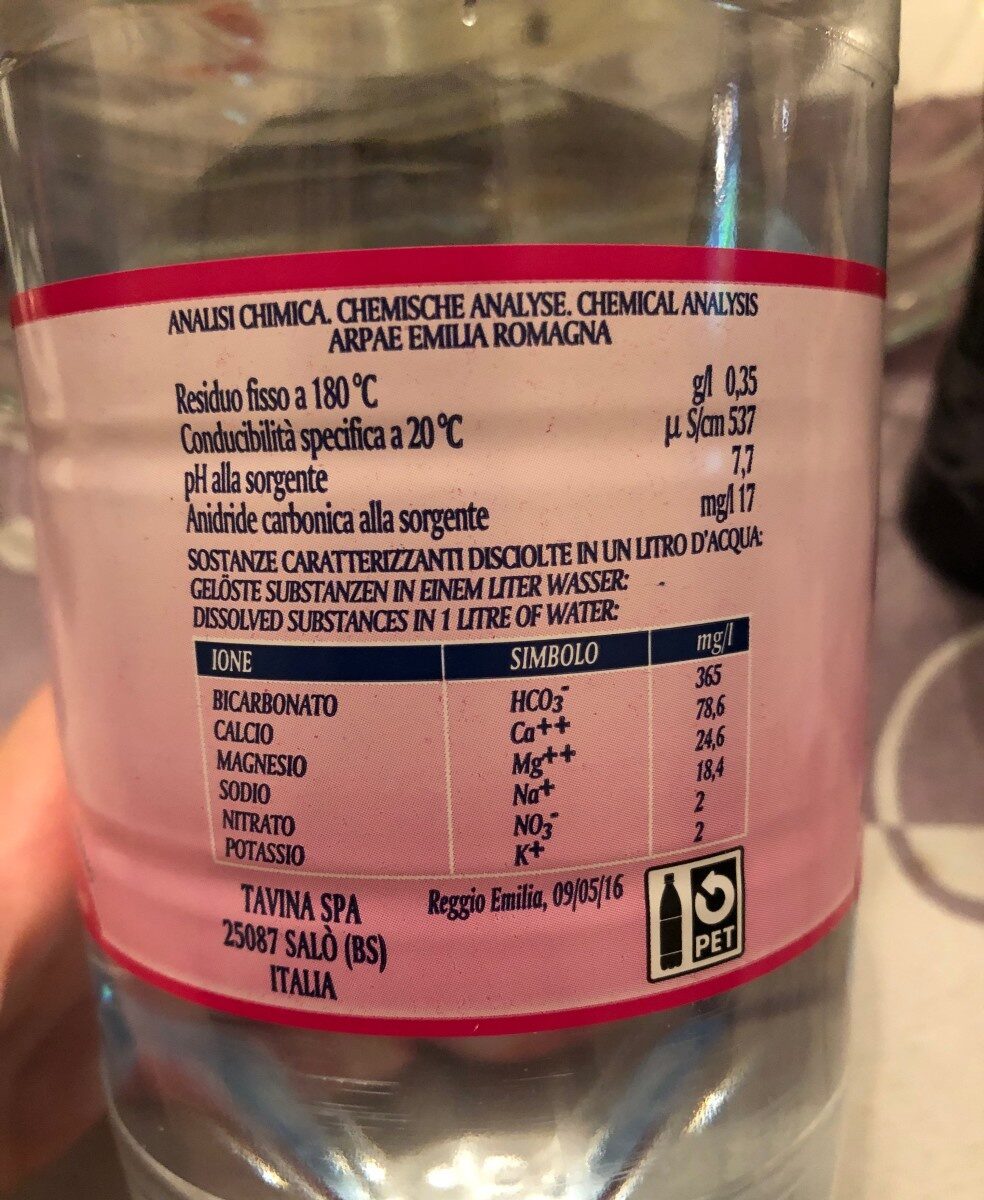 ANALISI CHIMICA. CHEMISCHE ANALYSE. CHEMICAL ANALYSIS
ARPAE EMILIA ROMAGNA
Residuo fisso a 180 °C g/l 0,35
Conducibilità specifica a 20 °C µ S/cm 537
pH alla sorgente 7,7
Anidride carbonica alla sorgente mg/l 17
SOSTANZE CARATTERIZZANTI DISCIOLTE IN UN LITRO D'ACQUA:
GELÖSTE SUBSTANZEN IN EINEM LITER WASSER:
DISSOLVED SUBSTANCES IN 1 LITRE OF WATER:
IONE SIMBOLO mg/l
BICARBONATO HCO3⁻ 365
CALCIO Ca++ 78,6
MAGNESIO Mg++ 24,6
SODIO Na+ 18,4
NITRATO NO3⁻ 2
POTASSIO K+ 2
TAVINA SPA Reggio Emilia, 09/05/16
25087 SALÒ (BS)
ITALIA
PET